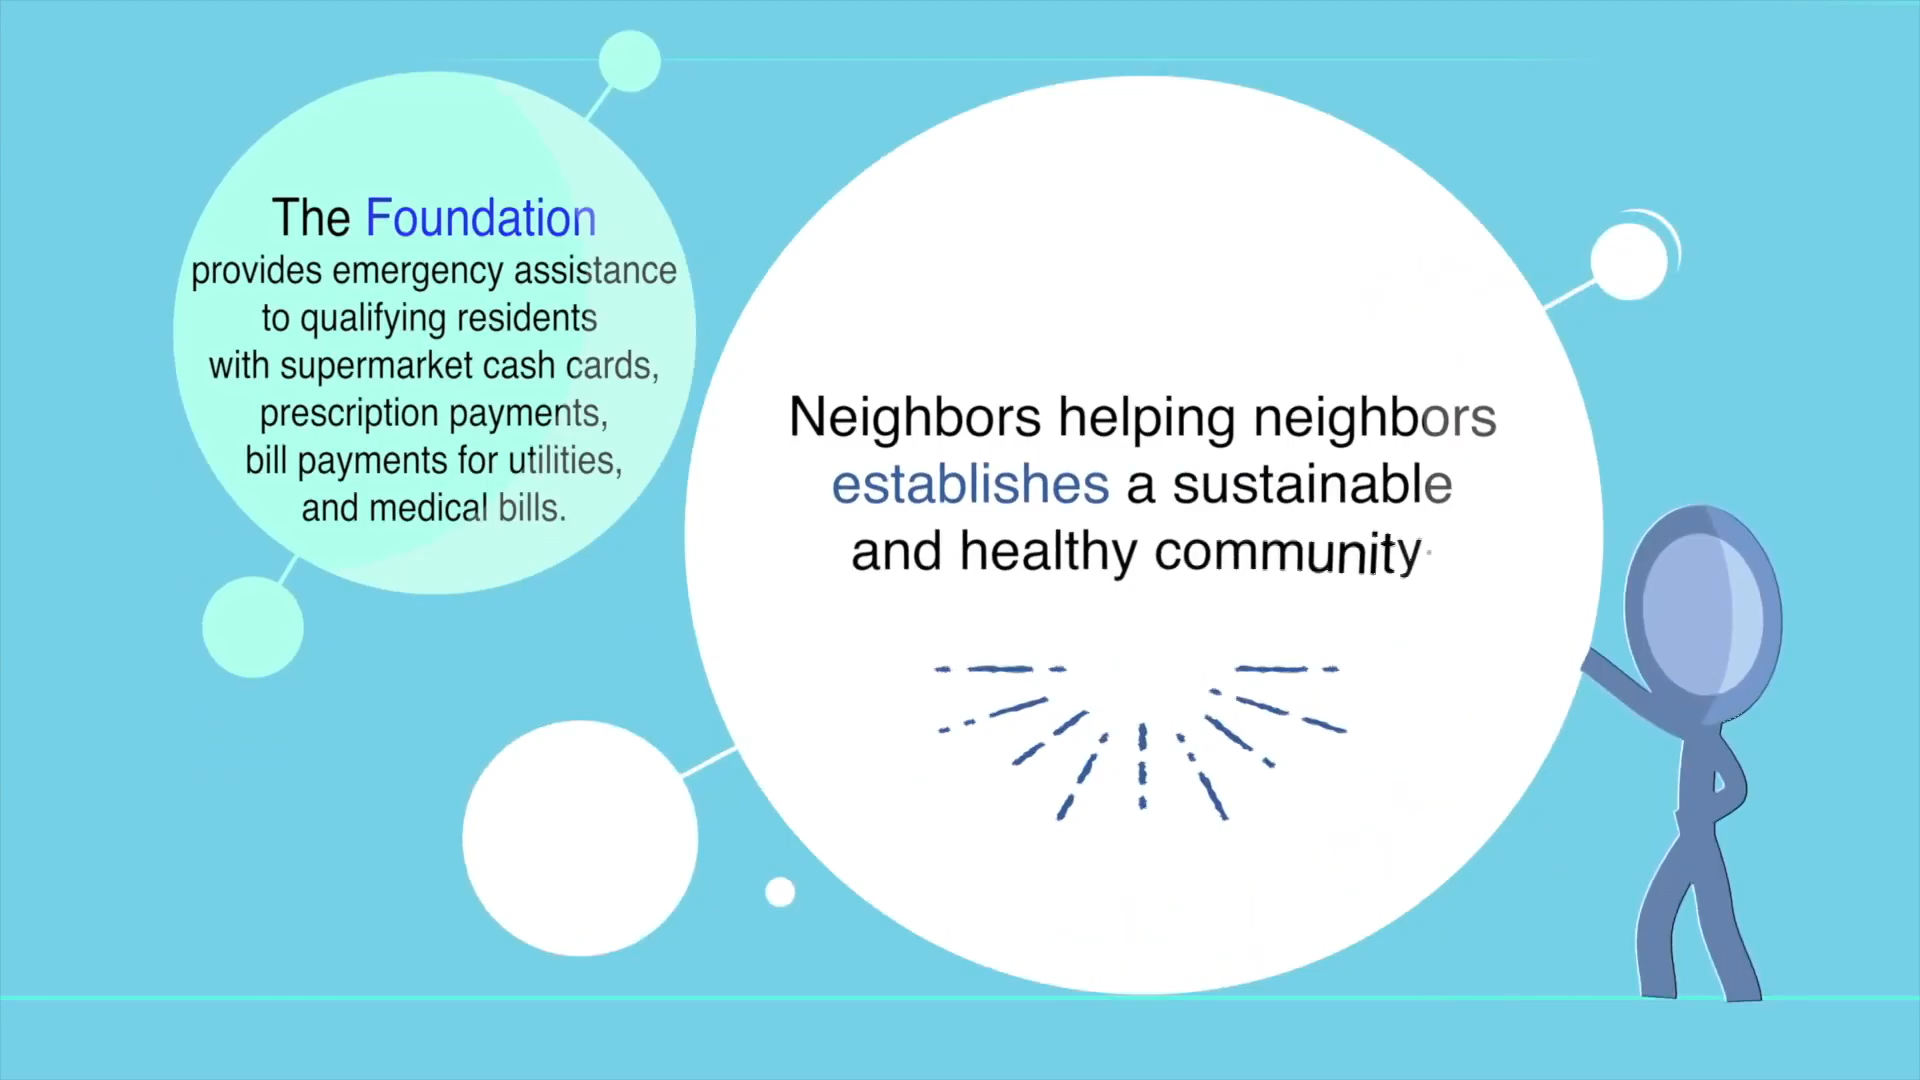 The Foundation
provides emergency assistance
to qualifying residents
with supermarket cash cards,
prescription payments,
bill payments for utilities,
and medical bills.
Neighbors helping neighbors
establishes a sustainable
and healthy community